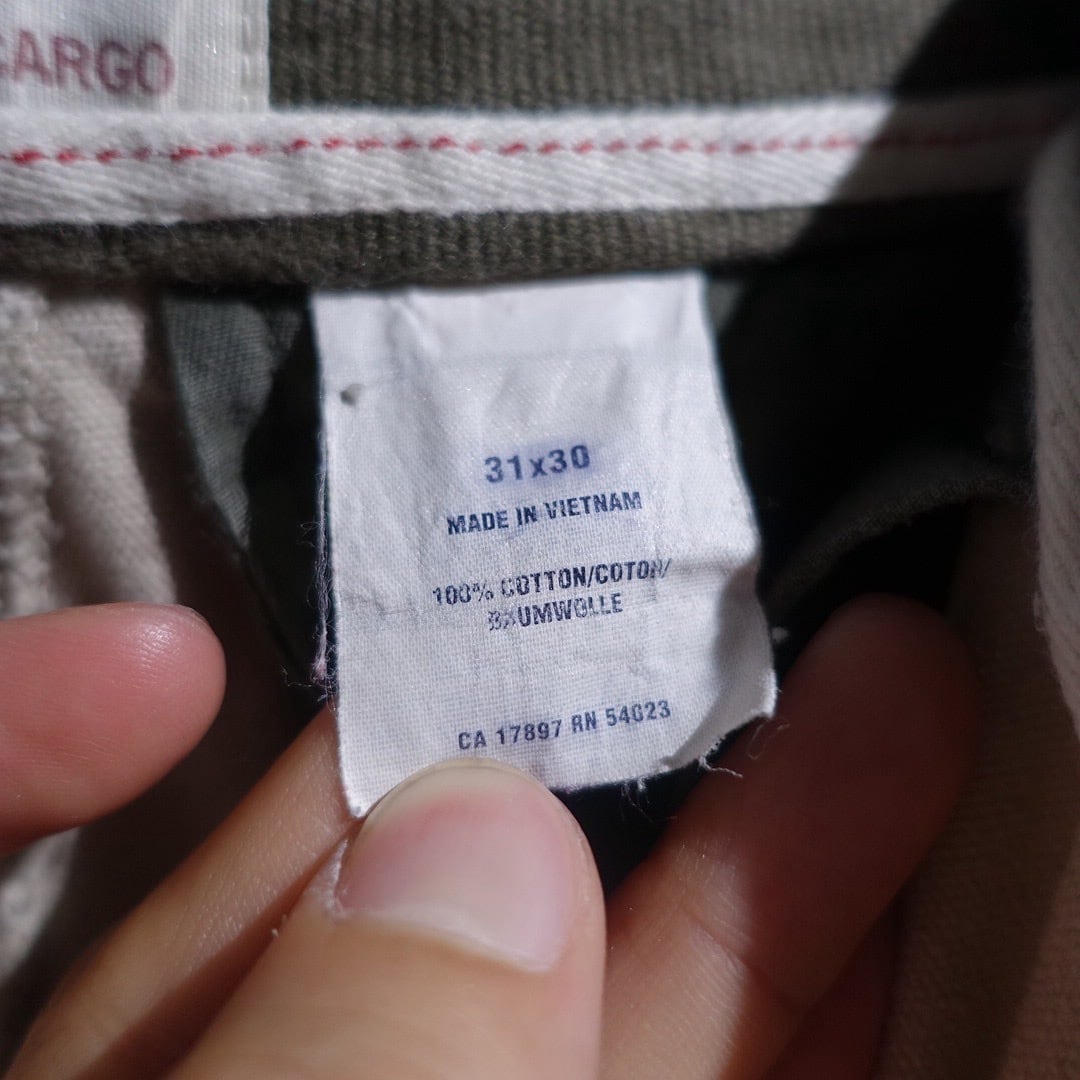 CARGO
31x30
MADE IN VIETNAM
100% COTTON/COTON/
BAUMWOLLE
CA 17897 RN 54023